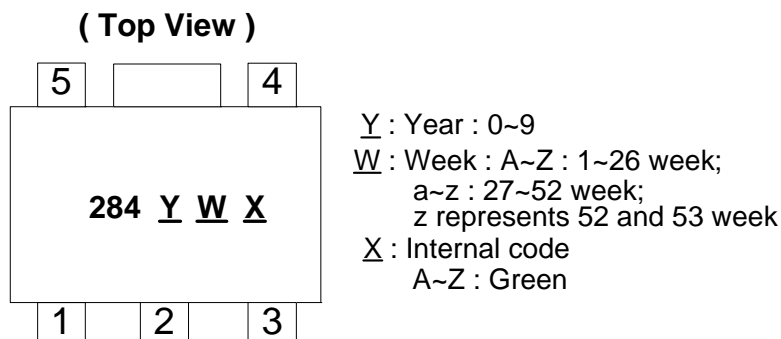 ( Top View )
5 4
284 Y W X
1 2 3
Y : Year : 0~9
W : Week : A~Z : 1~26 week;
a~z : 27~52 week;
z represents 52 and 53 week
X : Internal code
A~Z : Green